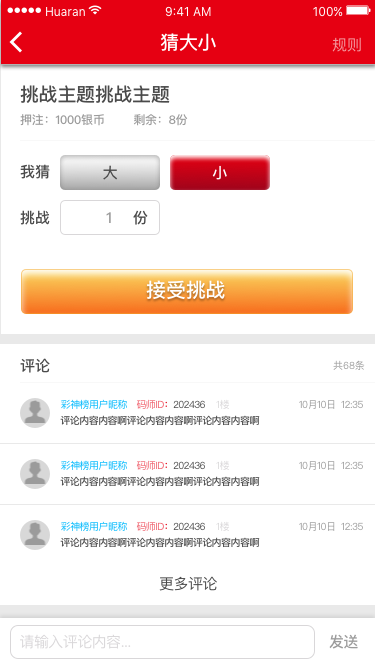 Huaran 9:41 AM 100%
猜大小 规则
挑战主题挑战主题
押注：1000银币 剩余：8份
我猜 大 小
挑战 1 份
接受挑战
评论 共68条
彩神榜用户昵称 码师ID：202436 1楼 10月10日 12:35
评论内容内容啊评论内容内容啊评论内容内容啊
彩神榜用户昵称 码师ID：202436 1楼 10月10日 12:35
评论内容内容啊评论内容内容啊评论内容内容啊
彩神榜用户昵称 码师ID：202436 1楼 10月10日 12:35
评论内容内容啊评论内容内容啊评论内容内容啊
更多评论
请输入评论内容... 发送